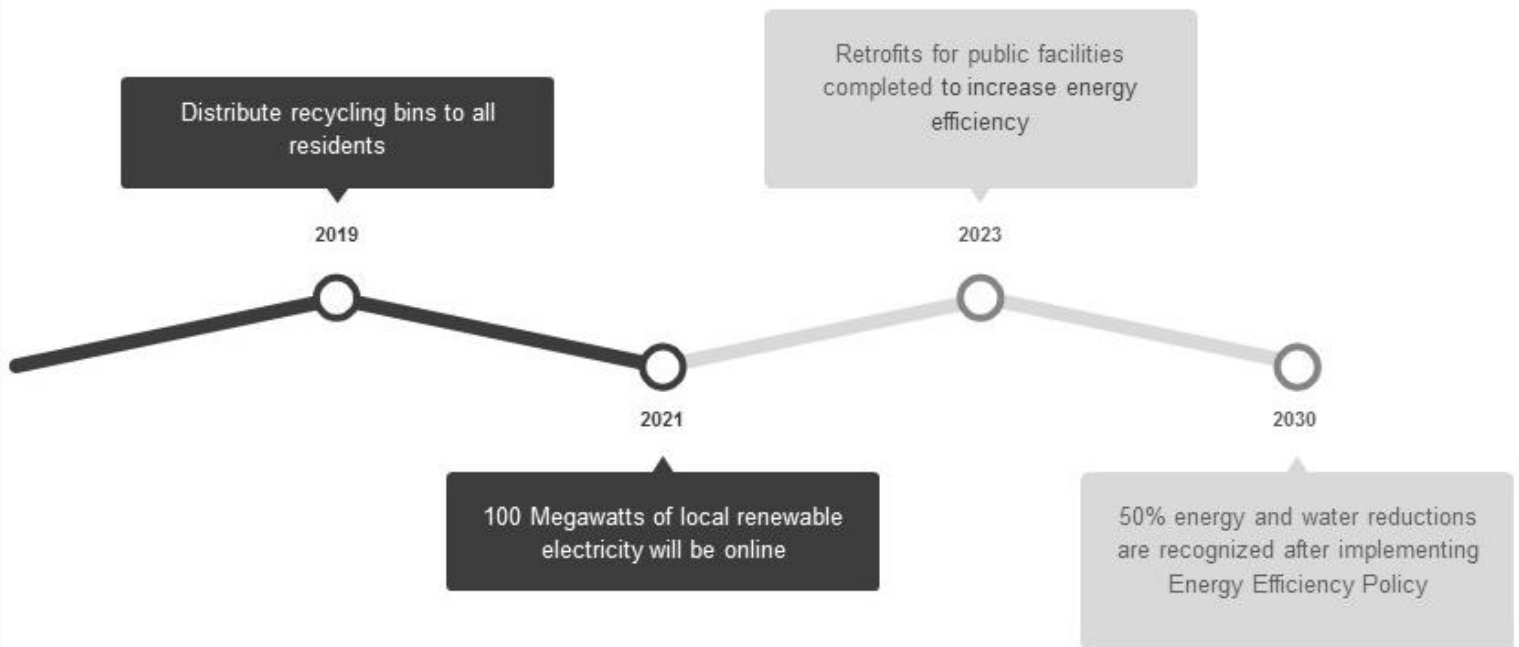 Distribute recycling bins to all
residents
2019
100 Megawatts of local renewable
electricity will be online
2021
Retrofits for public facilities
completed to increase energy
efficiency
2023
50% energy and water reductions
are recognized after implementing
Energy Efficiency Policy
2030